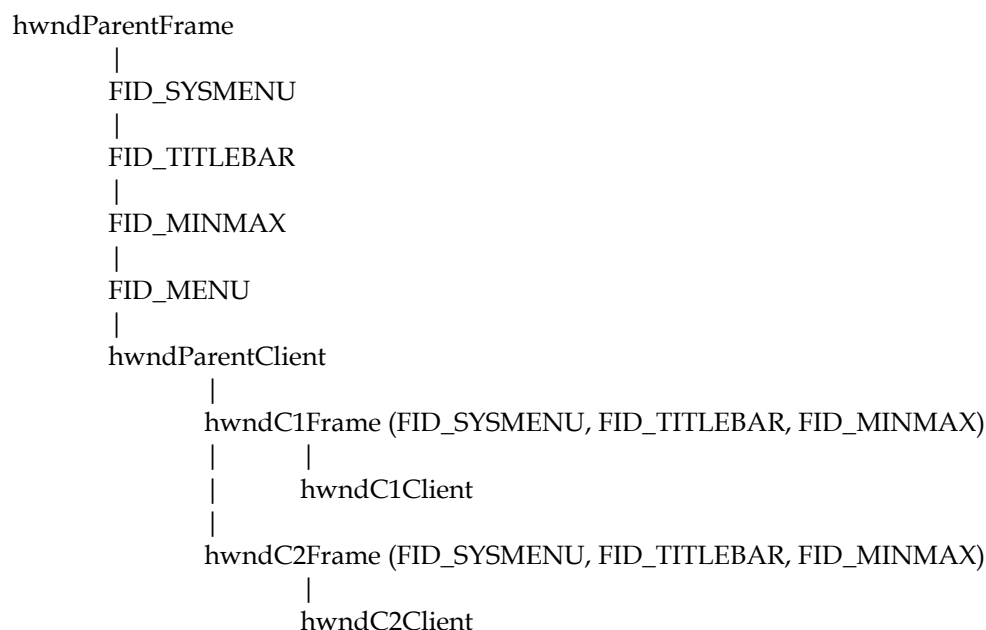 hwndParentFrame
|
FID_SYSMENU
|
FID_TITLEBAR
|
FID_MINMAX
|
FID_MENU
|
hwndParentClient
|
hwndC1Frame (FID_SYSMENU, FID_TITLEBAR, FID_MINMAX)
| |
| hwndC1Client
|
hwndC2Frame (FID_SYSMENU, FID_TITLEBAR, FID_MINMAX)
|
hwndC2Client